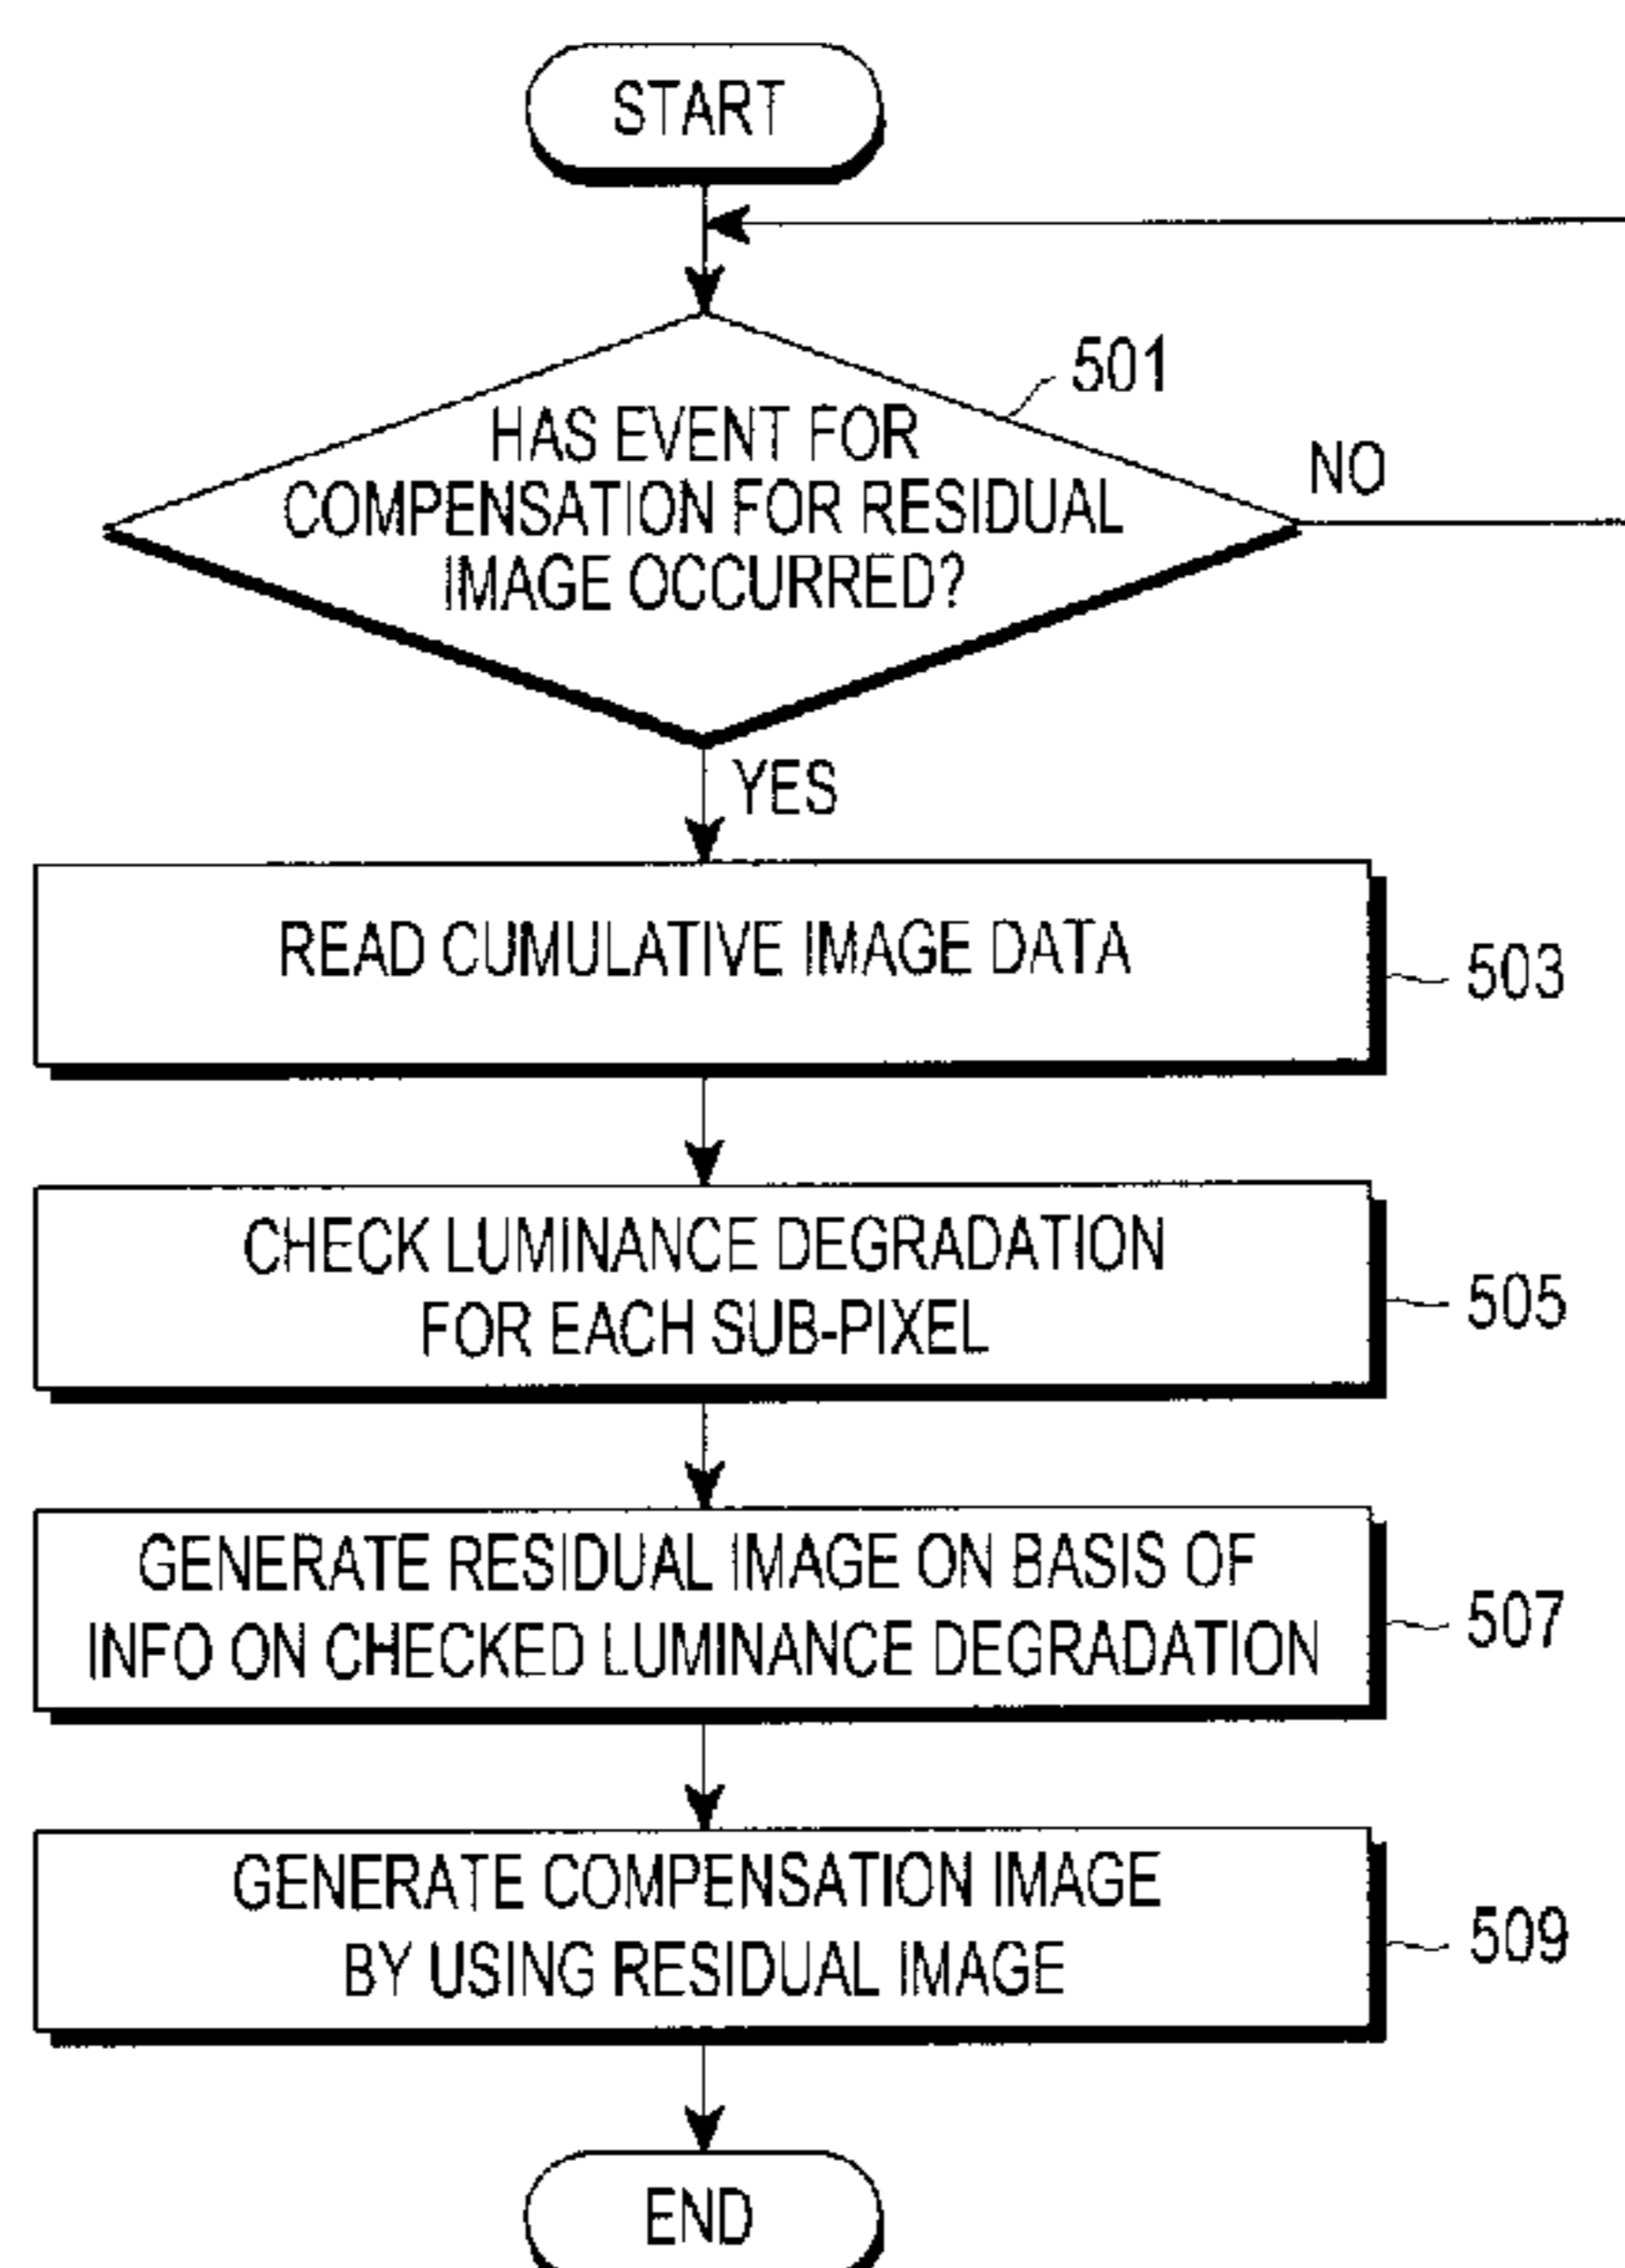 START
501
HAS EVENT FOR
COMPENSATION FOR RESIDUAL
IMAGE OCCURRED?
NO
YES
READ CUMULATIVE IMAGE DATA
503
CHECK LUMINANCE DEGRADATION
FOR EACH SUB-PIXEL
505
GENERATE RESIDUAL IMAGE ON BASIS OF
INFO ON CHECKED LUMINANCE DEGRADATION
507
GENERATE COMPENSATION IMAGE
BY USING RESIDUAL IMAGE
509
END